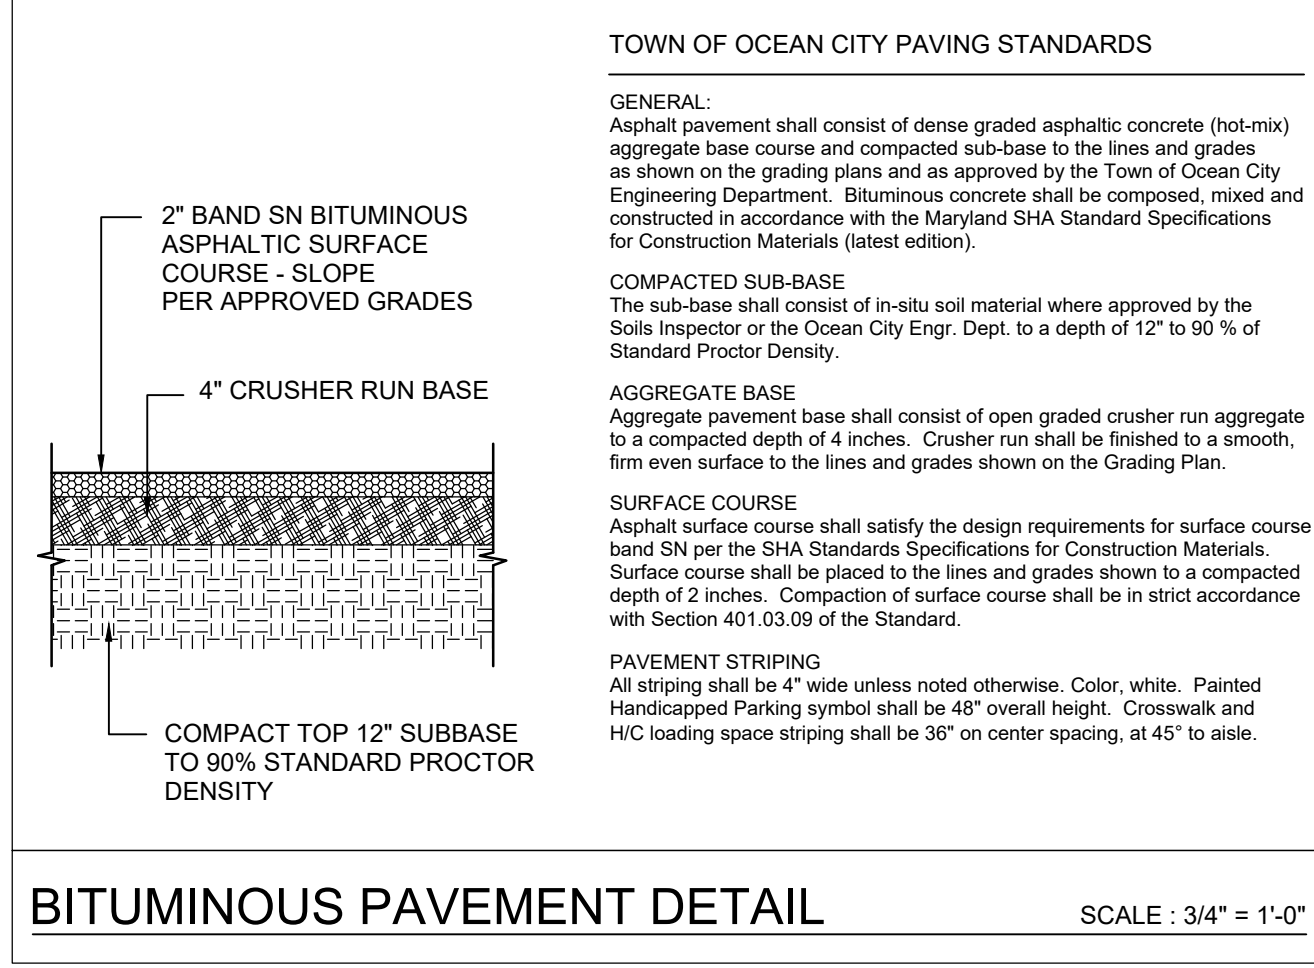 TOWN OF OCEAN CITY PAVING STANDARDS
GENERAL:
Asphalt pavement shall consist of dense graded asphaltic concrete (hot-mix)
aggregate base course and compacted sub-base to the lines and grades
as shown on the grading plans and as approved by the Town of Ocean City
Engineering Department.  Bituminous concrete shall be composed, mixed and
constructed in accordance with the Maryland SHA Standard Specifications
for Construction Materials (latest edition).
COMPACTED SUB-BASE
The sub-base shall consist of in-situ soil material where approved by the
Soils Inspector or the Ocean City Engr. Dept. to a depth of 12" to 90 % of
Standard Proctor Density.
AGGREGATE BASE
Aggregate pavement base shall consist of open graded crusher run aggregate
to a compacted depth of 4 inches.  Crusher run shall be finished to a smooth,
firm even surface to the lines and grades shown on the Grading Plan.
SURFACE COURSE
Asphalt surface course shall satisfy the design requirements for surface course
band SN per the SHA Standards Specifications for Construction Materials.
Surface course shall be placed to the lines and grades shown to a compacted
depth of 2 inches.  Compaction of surface course shall be in strict accordance
with Section 401.03.09 of the Standard.
PAVEMENT STRIPING
All striping shall be 4" wide unless noted otherwise. Color, white.  Painted
Handicapped Parking symbol shall be 48" overall height.  Crosswalk and
H/C loading space striping shall be 36" on center spacing, at 45° to aisle.
2" BAND SN BITUMINOUS
ASPHALTIC SURFACE
COURSE - SLOPE
PER APPROVED GRADES
4" CRUSHER RUN BASE
COMPACT TOP 12" SUBBASE
TO 90% STANDARD PROCTOR
DENSITY
BITUMINOUS PAVEMENT DETAIL
SCALE : 3/4" = 1'-0"